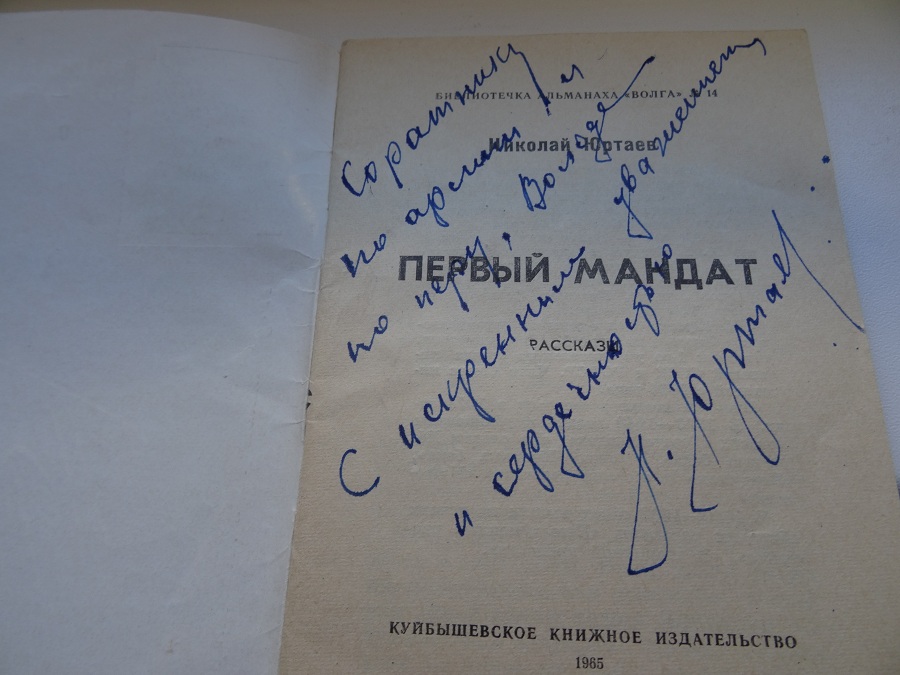 БИБЛИОТЕЧКА АЛЬМАНАХА «ВОЛГА» № 14
Николай Юртаев
ПЕРВЫЙ МАНДАТ
РАССКАЗЫ
Соратнику
по армии и
по перу, Володе
С искренним уважением
и сердечностью
Н. Юртаев.
КУЙБЫШЕВСКОЕ КНИЖНОЕ ИЗДАТЕЛЬСТВО
1965